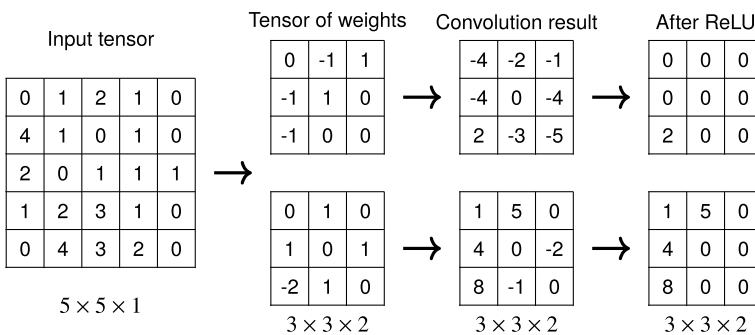 Input tensor
0 1 2 1 0
4 1 0 1 0
2 0 1 1 1
1 2 3 1 0
0 4 3 2 0
5 × 5 × 1
Tensor of weights
0 -1 1
-1 1 0
-1 0 0
0 1 0
1 0 1
-2 1 0
3 × 3 × 2
Convolution result
-4 -2 -1
-4 0 -4
2 -3 -5
1 5 0
4 0 -2
8 -1 0
3 × 3 × 2
After ReLU
0 0 0
0 0 0
2 0 0
1 5 0
4 0 0
8 0 0
3 × 3 × 2